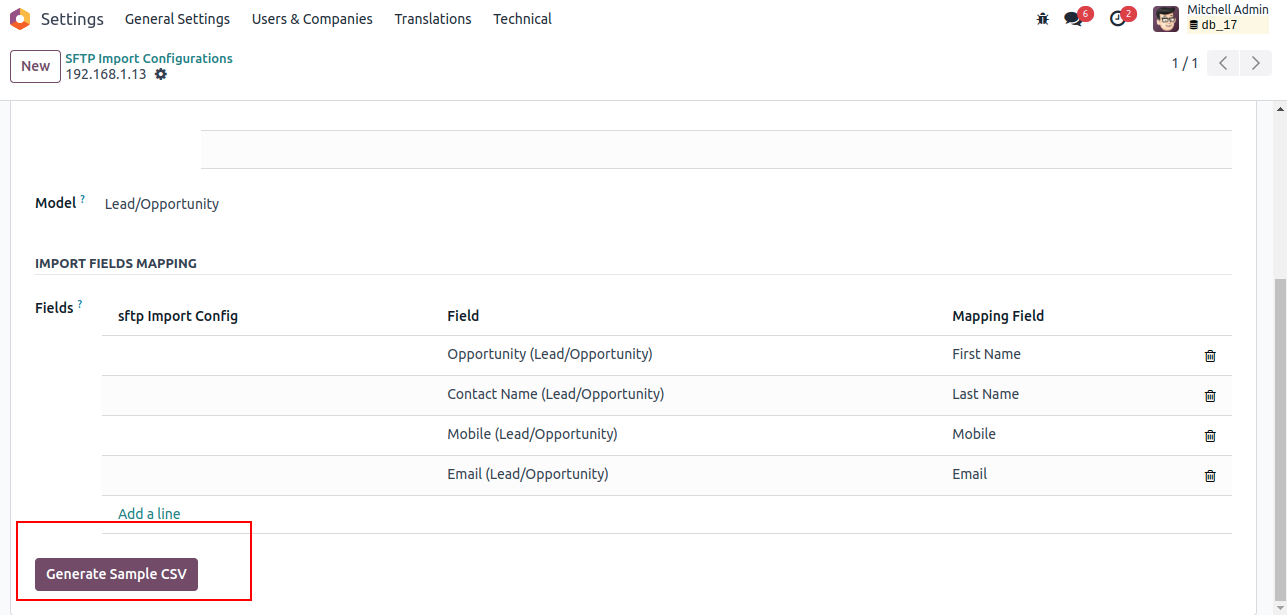 Settings General Settings Users & Companies Translations Technical 6 2 Mitchell Admin
db_17
New SFTP Import Configurations
192.168.1.13 1 / 1
Model ? Lead/Opportunity
IMPORT FIELDS MAPPING
Fields ? sftp Import Config Field Mapping Field
Opportunity (Lead/Opportunity) First Name
Contact Name (Lead/Opportunity) Last Name
Mobile (Lead/Opportunity) Mobile
Email (Lead/Opportunity) Email
Add a line
Generate Sample CSV